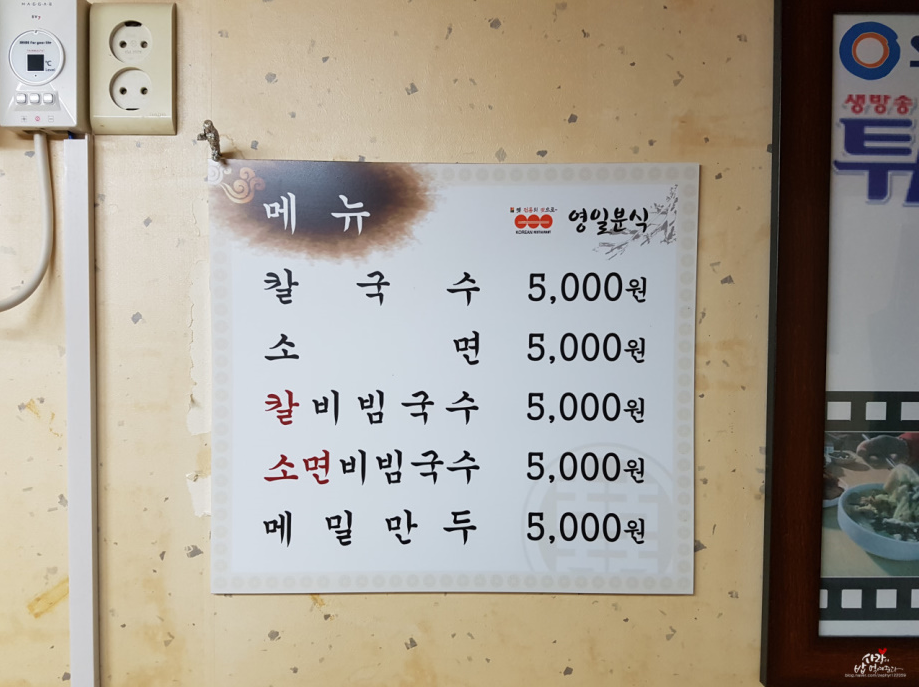 메뉴
영일분식
KOREAN RESTAURANT
칼국수 5,000원
소면 5,000원
칼비빔국수 5,000원
소면비빔국수 5,000원
메밀만두 5,000원
생방송
투